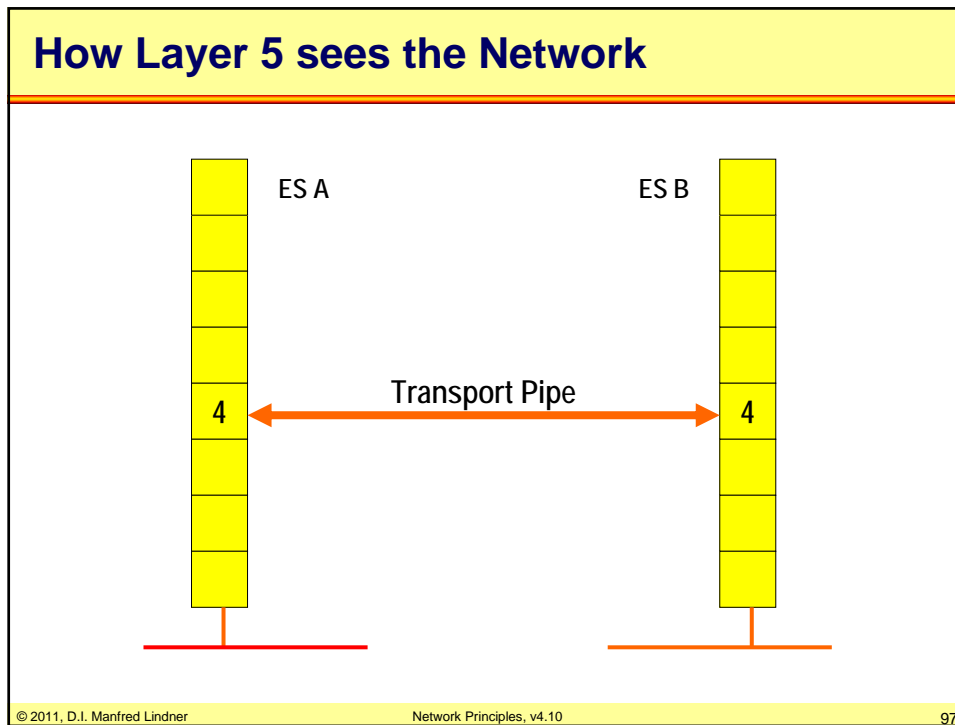 How Layer 5 sees the Network
ES A
ES B
Transport Pipe
4
4
© 2011, D.I. Manfred Lindner
Network Principles, v4.10
97